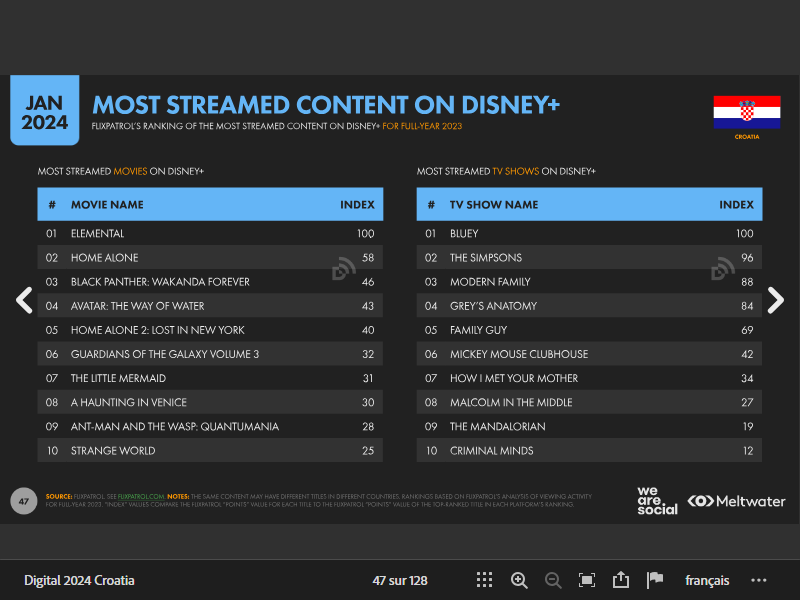 JAN
2024
MOST STREAMED CONTENT ON DISNEY+
FLIXPATROL'S RANKING OF THE MOST STREAMED CONTENT ON DISNEY+ FOR FULL-YEAR 2023
CROATIA
MOST STREAMED MOVIES ON DISNEY+
# MOVIE NAME INDEX
01 ELEMENTAL 100
02 HOME ALONE 58
03 BLACK PANTHER: WAKANDA FOREVER 46
04 AVATAR: THE WAY OF WATER 43
05 HOME ALONE 2: LOST IN NEW YORK 40
06 GUARDIANS OF THE GALAXY VOLUME 3 32
07 THE LITTLE MERMAID 31
08 A HAUNTING IN VENICE 30
09 ANT-MAN AND THE WASP: QUANTUMANIA 28
10 STRANGE WORLD 25
MOST STREAMED TV SHOWS ON DISNEY+
# TV SHOW NAME INDEX
01 BLUEY 100
02 THE SIMPSONS 96
03 MODERN FAMILY 88
04 GREY'S ANATOMY 84
05 FAMILY GUY 69
06 MICKEY MOUSE CLUBHOUSE 42
07 HOW I MET YOUR MOTHER 34
08 MALCOLM IN THE MIDDLE 27
09 THE MANDALORIAN 19
10 CRIMINAL MINDS 12
47
SOURCE: FLIXPATROL. SEE FLIXPATROL.COM. NOTES: THE SAME CONTENT MAY HAVE DIFFERENT TITLES IN DIFFERENT COUNTRIES. RANKINGS BASED ON FLIXPATROL'S ANALYSIS OF VIEWING ACTIVITY
FOR FULL-YEAR 2023. "INDEX" VALUES COMPARE THE FLIXPATROL "POINTS" VALUE FOR EACH TITLE TO THE FLIXPATROL "POINTS" VALUE OF THE TOP-RANKED TITLE IN EACH PLATFORM'S RANKING.
we
are.
social
Meltwater
Digital 2024 Croatia
47 sur 128
français